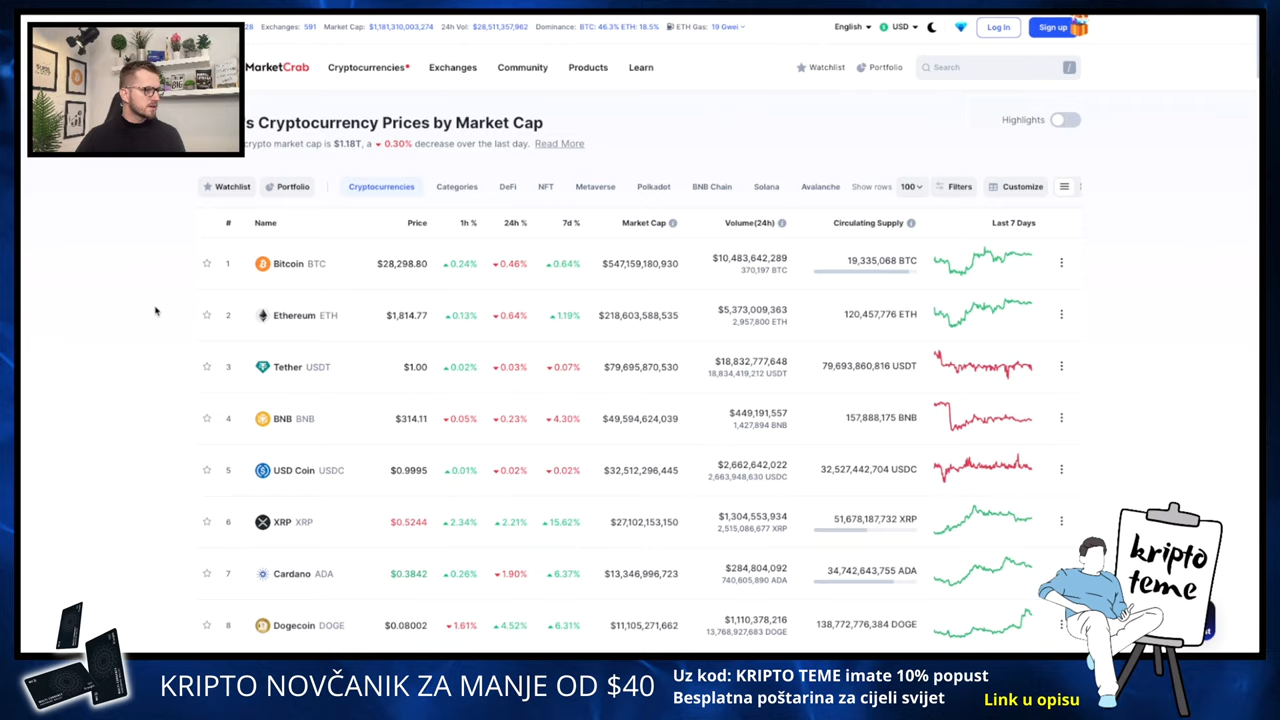 28 Exchanges: 591 Market Cap: $1,181,310,003,274 24h Vol: $28,511,357,962 Dominance: BTC: 46.3% ETH: 18.5% ETH Gas: 19 Gwei English USD Log In Sign up
MarketCrab Cryptocurrencies Exchanges Community Products Learn Watchlist Portfolio Search /
s Cryptocurrency Prices by Market Cap
Highlights
crypto market cap is $1.18T, a 0.30% decrease over the last day. Read More
Watchlist Portfolio Cryptocurrencies Categories DeFi NFT Metaverse Polkadot BNB Chain Solana Avalanche Show rows 100 Filters Customize
# Name Price 1h % 24h % 7d % Market Cap Volume(24h) Circulating Supply Last 7 Days
1 Bitcoin BTC $28,298.80 0.24% 0.46% 0.64% $547,159,180,930 $10,483,642,289 19,335,068 BTC
370,197 BTC
2 Ethereum ETH $1,814.77 0.13% 0.64% 1.19% $218,603,588,535 $5,373,009,363 120,457,776 ETH
2,957,800 ETH
3 Tether USDT $1.00 0.02% 0.03% 0.07% $79,695,870,530 $18,832,777,648 79,693,860,816 USDT
18,834,419,212 USDT
4 BNB BNB $314.11 0.05% 0.23% 4.30% $49,594,624,039 $449,191,557 157,888,175 BNB
1,427,894 BNB
5 USD Coin USDC $0.9995 0.01% 0.02% 0.02% $32,512,296,445 $2,662,642,022 32,527,442,704 USDC
2,663,948,630 USDC
6 XRP XRP $0.5244 2.34% 2.21% 15.62% $27,102,153,150 $1,304,553,934 51,678,187,732 XRP
2,515,086,677 XRP
7 Cardano ADA $0.3842 0.26% 1.90% 6.37% $13,346,996,723 $284,804,092 34,742,643,755 ADA
740,605,890 ADA
8 Dogecoin DOGE $0.08002 1.61% 4.52% 6.31% $11,105,271,662 $1,110,378,216 138,772,776,384 DOGE
13,768,927,683 DOGE
kripto
teme
KRIPTO NOVČANIK ZA MANJE OD $40
Uz kod: KRIPTO TEME imate 10% popust
Besplatna poštarina za cijeli svijet
Link u opisu